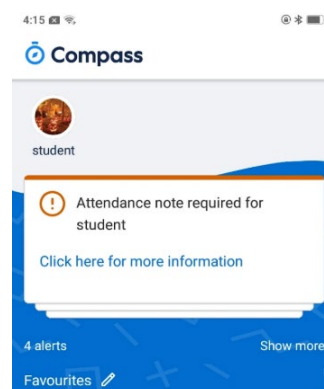 4:15
Compass
student
Attendance note required for
student
Click here for more information
4 alerts
Show more
Favourites